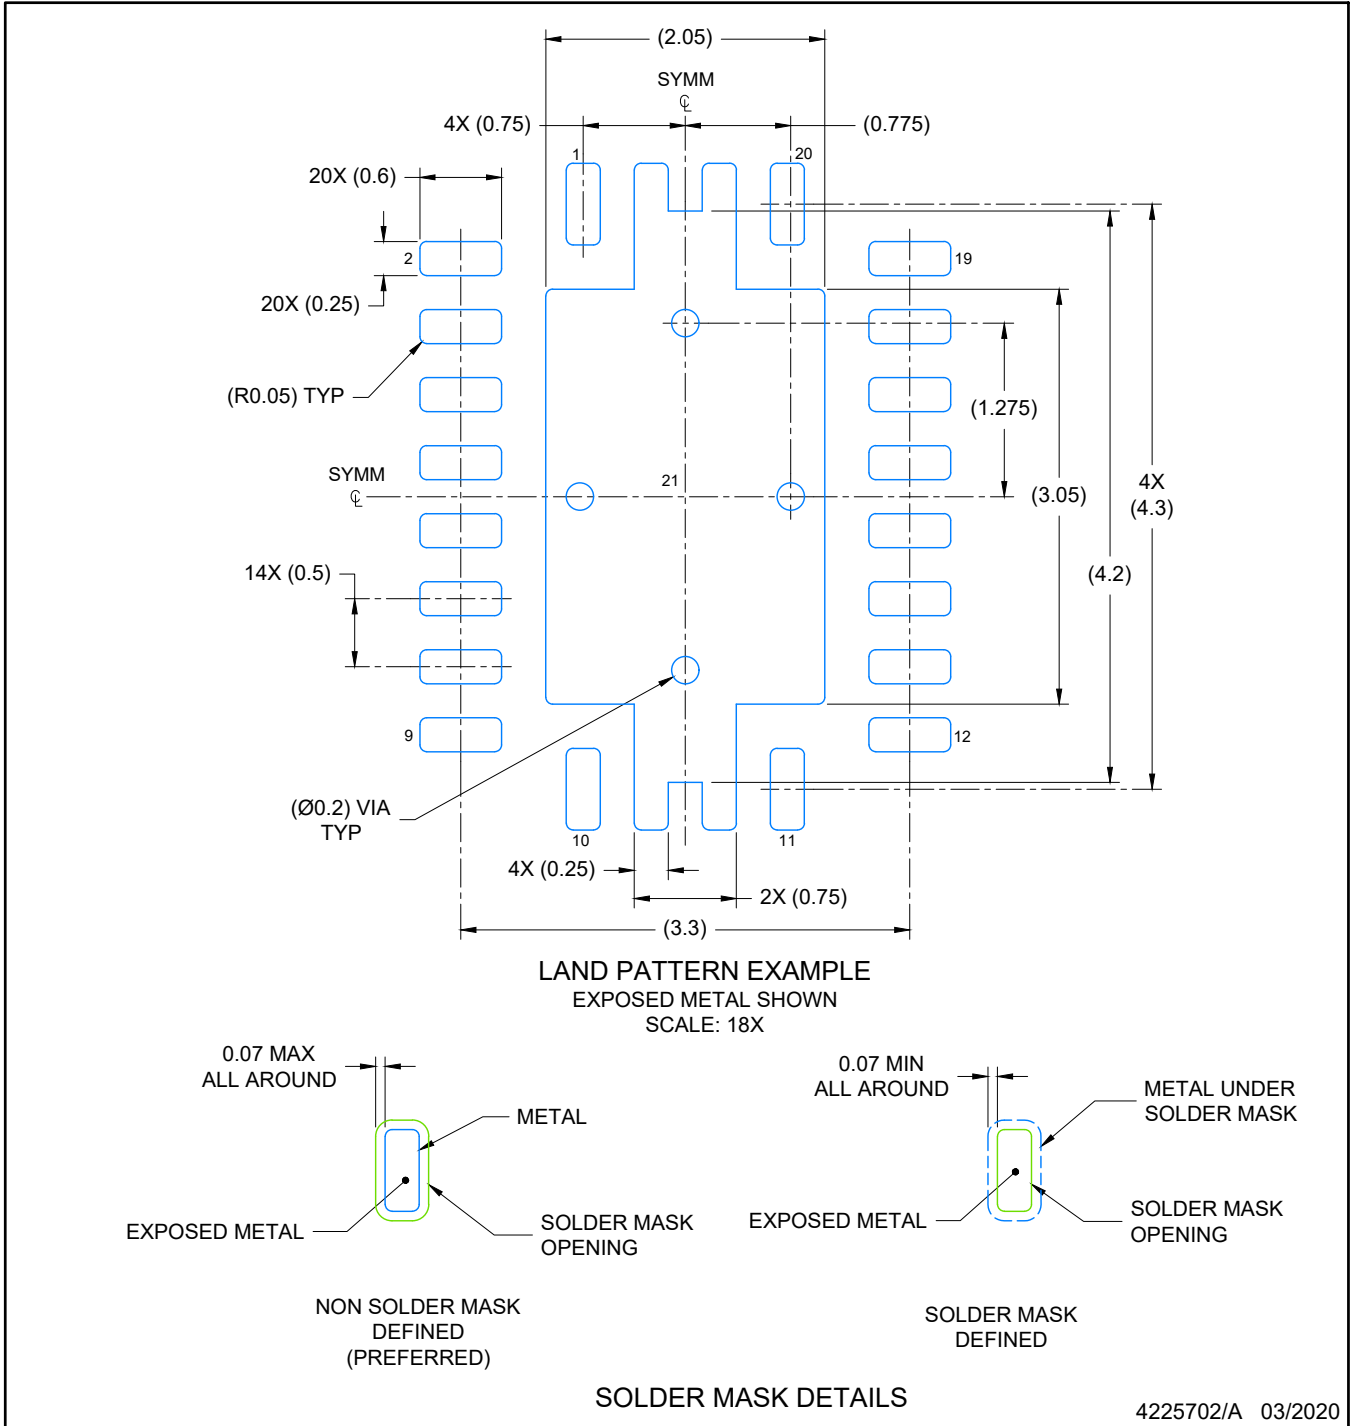 (2.05)
SYMM
℄
4X (0.75)
(0.775)
1
20
20X (0.6)
2
19
20X (0.25)
(R0.05) TYP
(1.275)
SYMM
℄
21
(3.05)
4X
(4.3)
14X (0.5)
(4.2)
9
12
(Ø0.2) VIA
TYP
10
11
4X (0.25)
2X (0.75)
(3.3)
LAND PATTERN EXAMPLE
EXPOSED METAL SHOWN
SCALE: 18X
0.07 MAX
ALL AROUND
METAL
EXPOSED METAL
SOLDER MASK
OPENING
NON SOLDER MASK
DEFINED
(PREFERRED)
0.07 MIN
ALL AROUND
METAL UNDER
SOLDER MASK
EXPOSED METAL
SOLDER MASK
OPENING
SOLDER MASK
DEFINED
SOLDER MASK DETAILS
4225702/A 03/2020